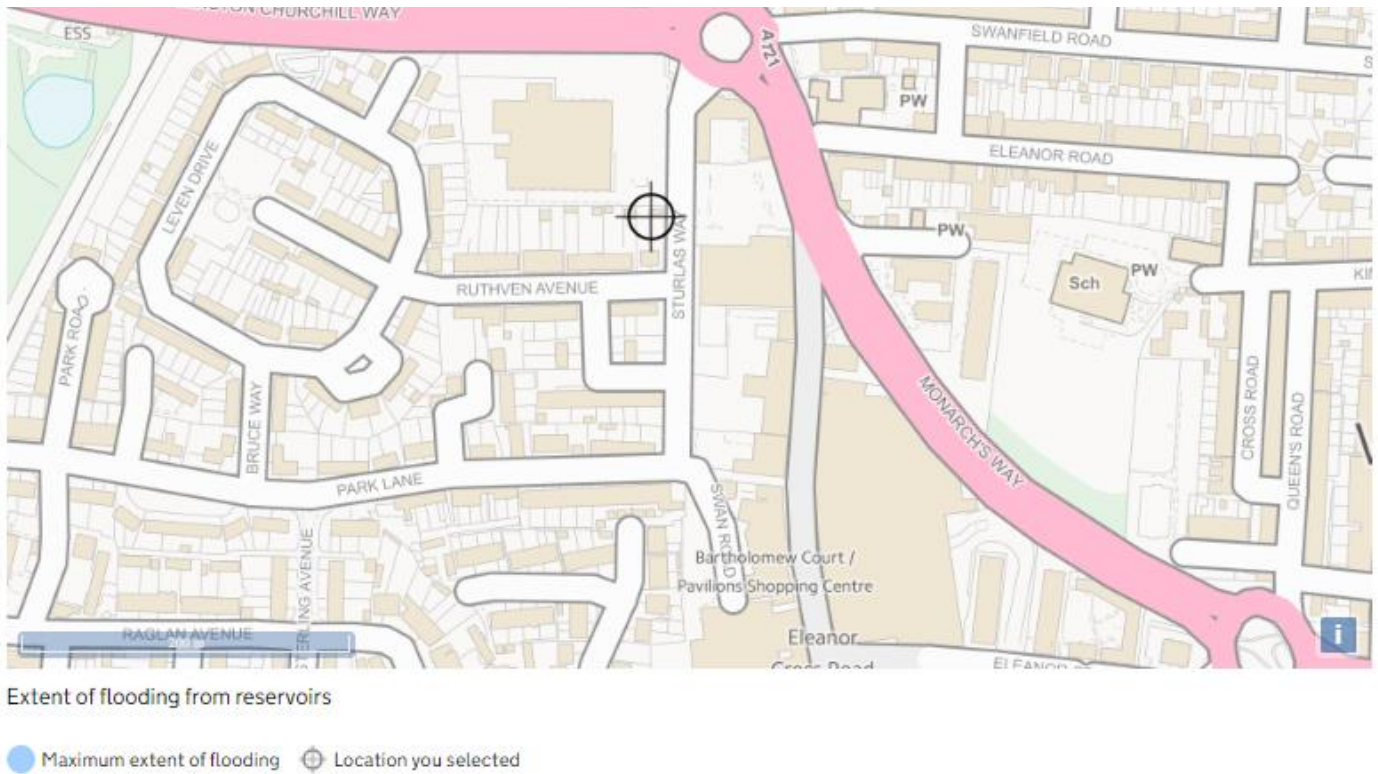 CHURCHILL WAY
ESS
A121
SWANFIELD ROAD
PW
ELEANOR ROAD
LEVEN DRIVE
PW
PW
Sch
RUTHVEN AVENUE
STURLAS WA
PARK ROAD
BRUCE WAY
MONARCH'S WAY
CROSS ROAD
QUEEN'S ROAD
PARK LANE
SWAN ROAD
Bartholomew Court /
Pavilions Shopping Centre
RAGLAN AVENUE
Eleanor
Cross Road
i
Extent of flooding from reservoirs
Maximum extent of flooding
Location you selected